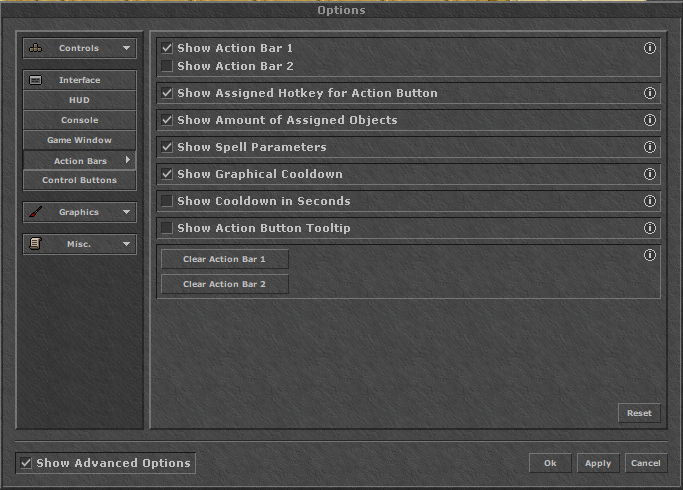 Options
Controls
Interface
HUD
Console
Game Window
Action Bars
Control Buttons
Graphics
Misc.
Show Action Bar 1
Show Action Bar 2
Show Assigned Hotkey for Action Button
Show Amount of Assigned Objects
Show Spell Parameters
Show Graphical Cooldown
Show Cooldown in Seconds
Show Action Button Tooltip
Clear Action Bar 1
Clear Action Bar 2
Reset
Show Advanced Options
Ok
Apply
Cancel